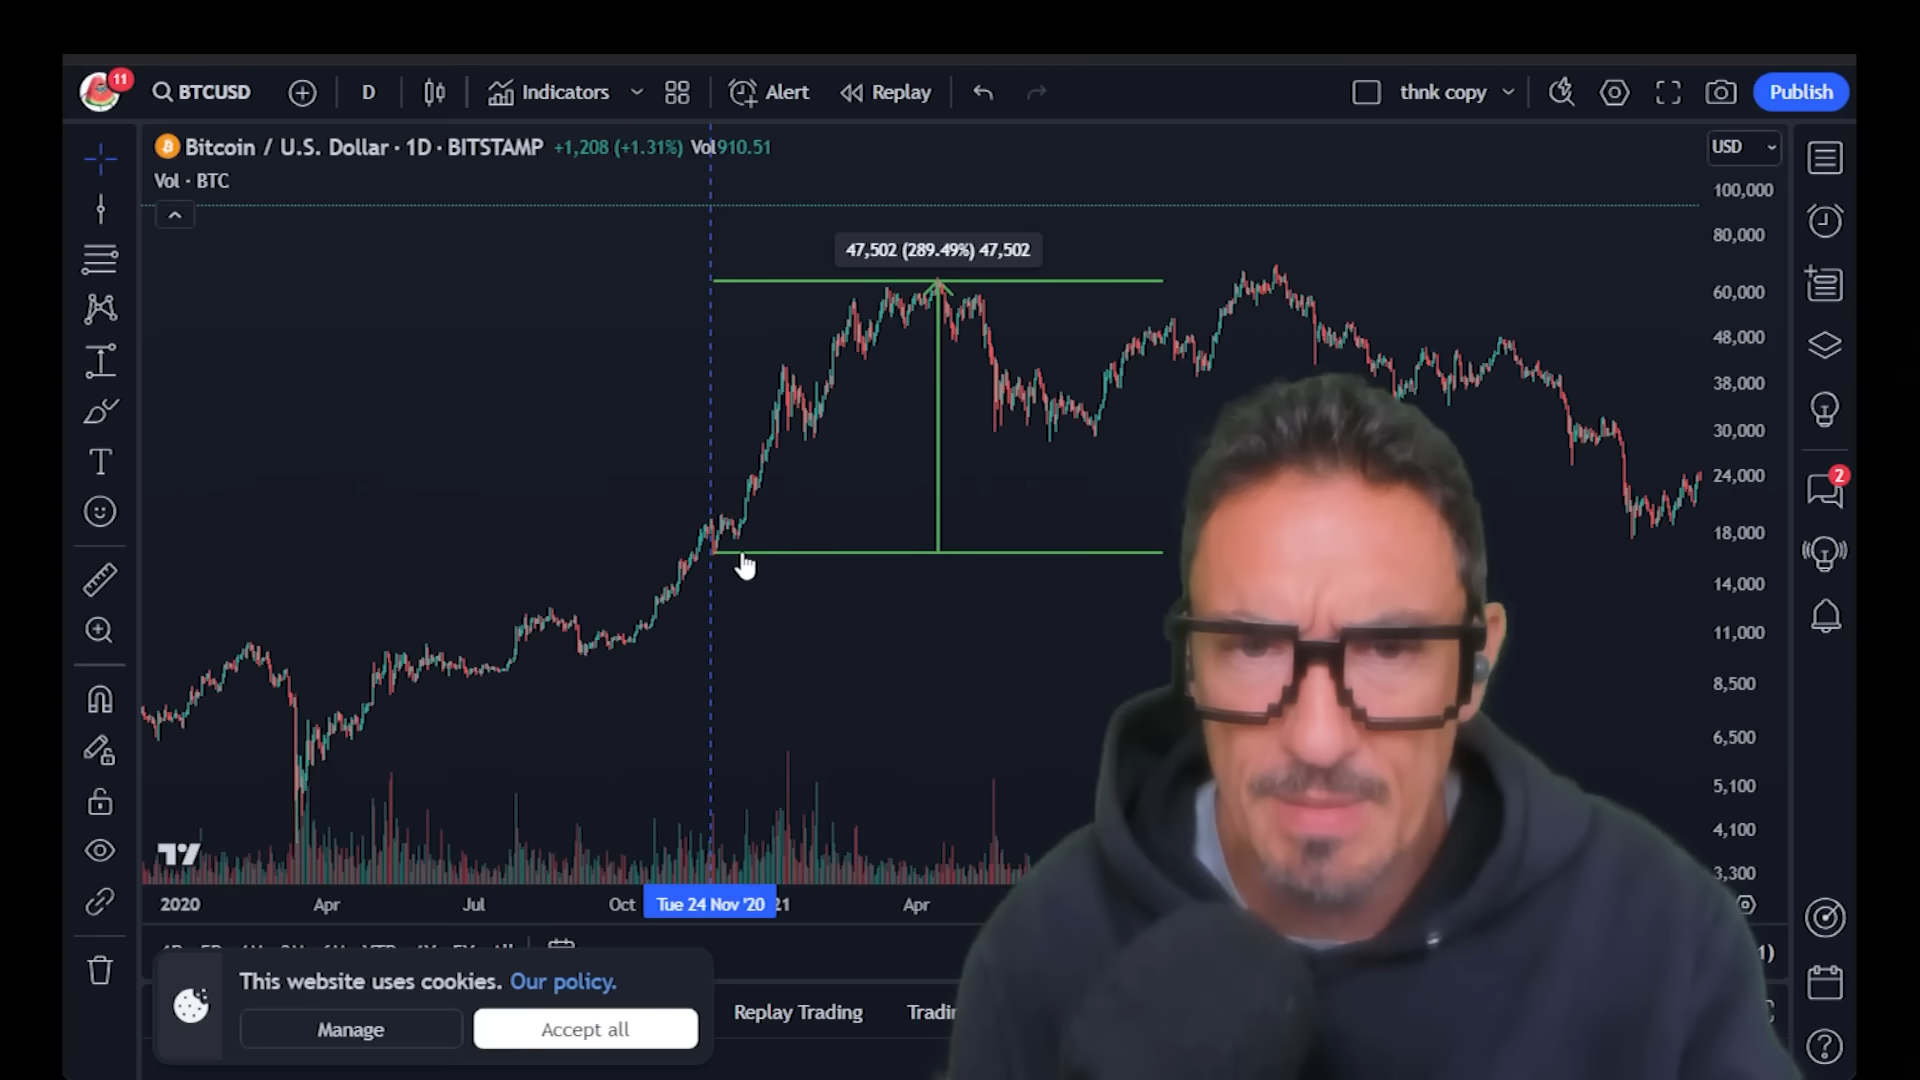 11
BTCUSD
D
Indicators
Alert
Replay
thnk copy
Publish
Bitcoin / U.S. Dollar · 1D · BITSTAMP +1,208 (+1.31%) Vol 910.51
USD
Vol · BTC
100,000
80,000
47,502 (289.49%) 47,502
60,000
48,000
38,000
30,000
24,000
2
18,000
14,000
11,000
8,500
6,500
5,100
4,100
3,300
2020
Apr
Jul
Oct
Tue 24 Nov '20
21
Apr
This website uses cookies. Our policy.
Manage
Accept all
Replay Trading